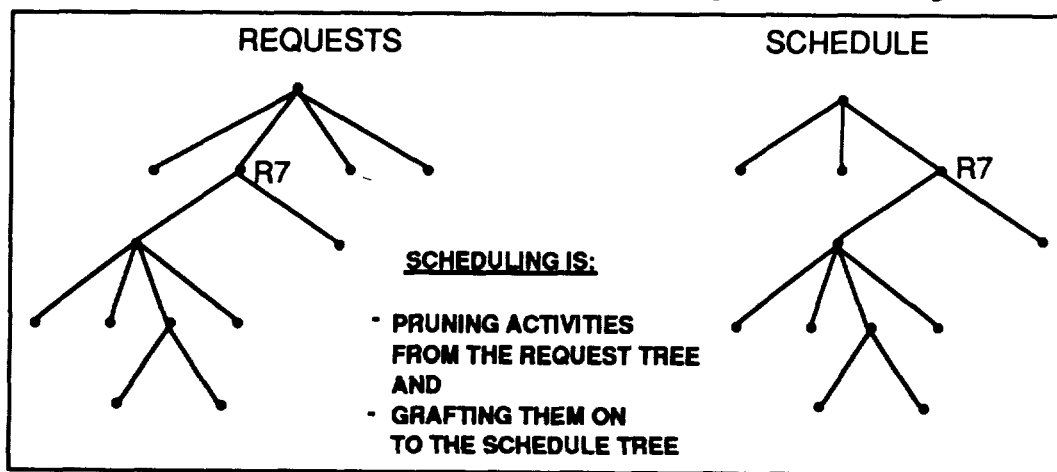 REQUESTS
SCHEDULE
R7
R7
SCHEDULING IS:
- PRUNING ACTIVITIES
FROM THE REQUEST TREE
AND
- GRAFTING THEM ON
TO THE SCHEDULE TREE